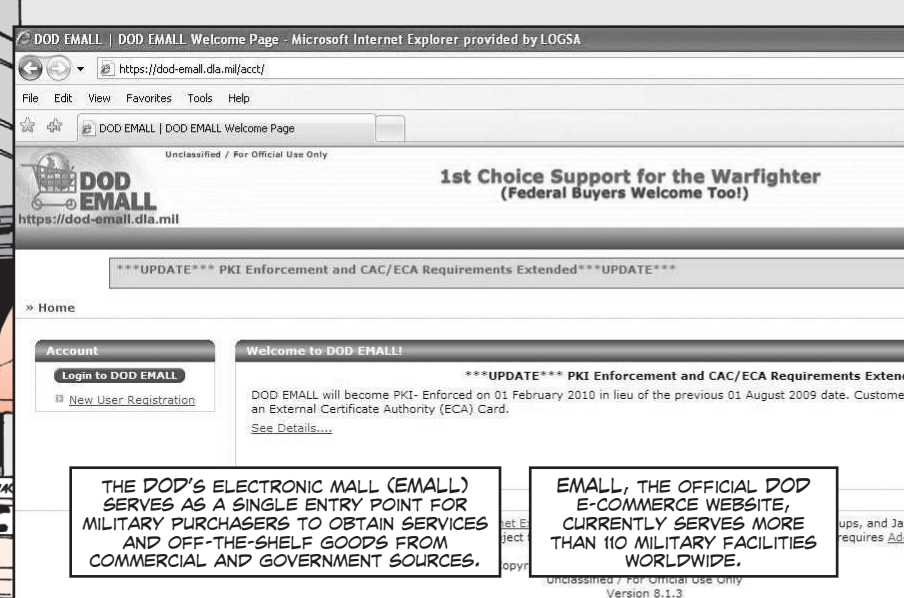 DOD EMALL | DOD EMALL Welcome Page - Microsoft Internet Explorer provided by LOGSA
https://dod-emall.dla.mil/acct/
File Edit View Favorites Tools Help
DOD EMALL | DOD EMALL Welcome Page
Unclassified / For Official Use Only
DOD
EMALL
https://dod-emall.dla.mil
1st Choice Support for the Warfighter
(Federal Buyers Welcome Too!)
***UPDATE*** PKI Enforcement and CAC/ECA Requirements Extended***UPDATE***
» Home
Account
Login to DOD EMALL
New User Registration
Welcome to DOD EMALL!
***UPDATE*** PKI Enforcement and CAC/ECA Requirements Exten
DOD EMALL will become PKI- Enforced on 01 February 2010 in lieu of the previous 01 August 2009 date. Custome
an External Certificate Authority (ECA) Card.
See Details....
THE DOD'S ELECTRONIC MALL (EMALL)
SERVES AS A SINGLE ENTRY POINT FOR
MILITARY PURCHASERS TO OBTAIN SERVICES
AND OFF-THE-SHELF GOODS FROM
COMMERCIAL AND GOVERNMENT SOURCES.
EMALL, THE OFFICIAL DOD
E-COMMERCE WEBSITE,
CURRENTLY SERVES MORE
THAN 110 MILITARY FACILITIES
WORLDWIDE.
ups, and Ja
requires Ad
Unclassified / For Official Use Only
Version 8.1.3